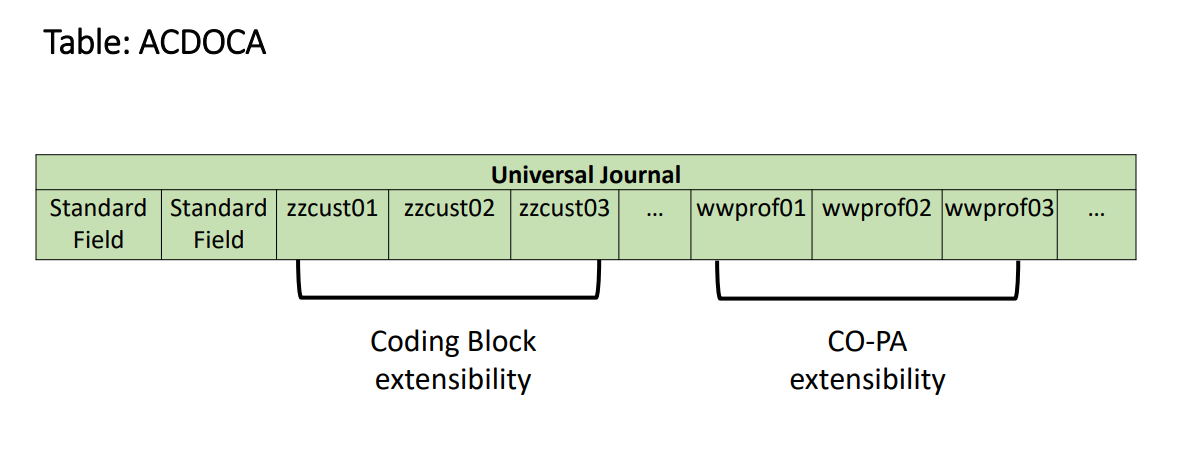 Table: ACDOCA
Universal Journal
Standard Field
Standard Field
zzcust01
zzcust02
zzcust03
...
wwprof01
wwprof02
wwprof03
...
Coding Block
extensibility
CO-PA
extensibility